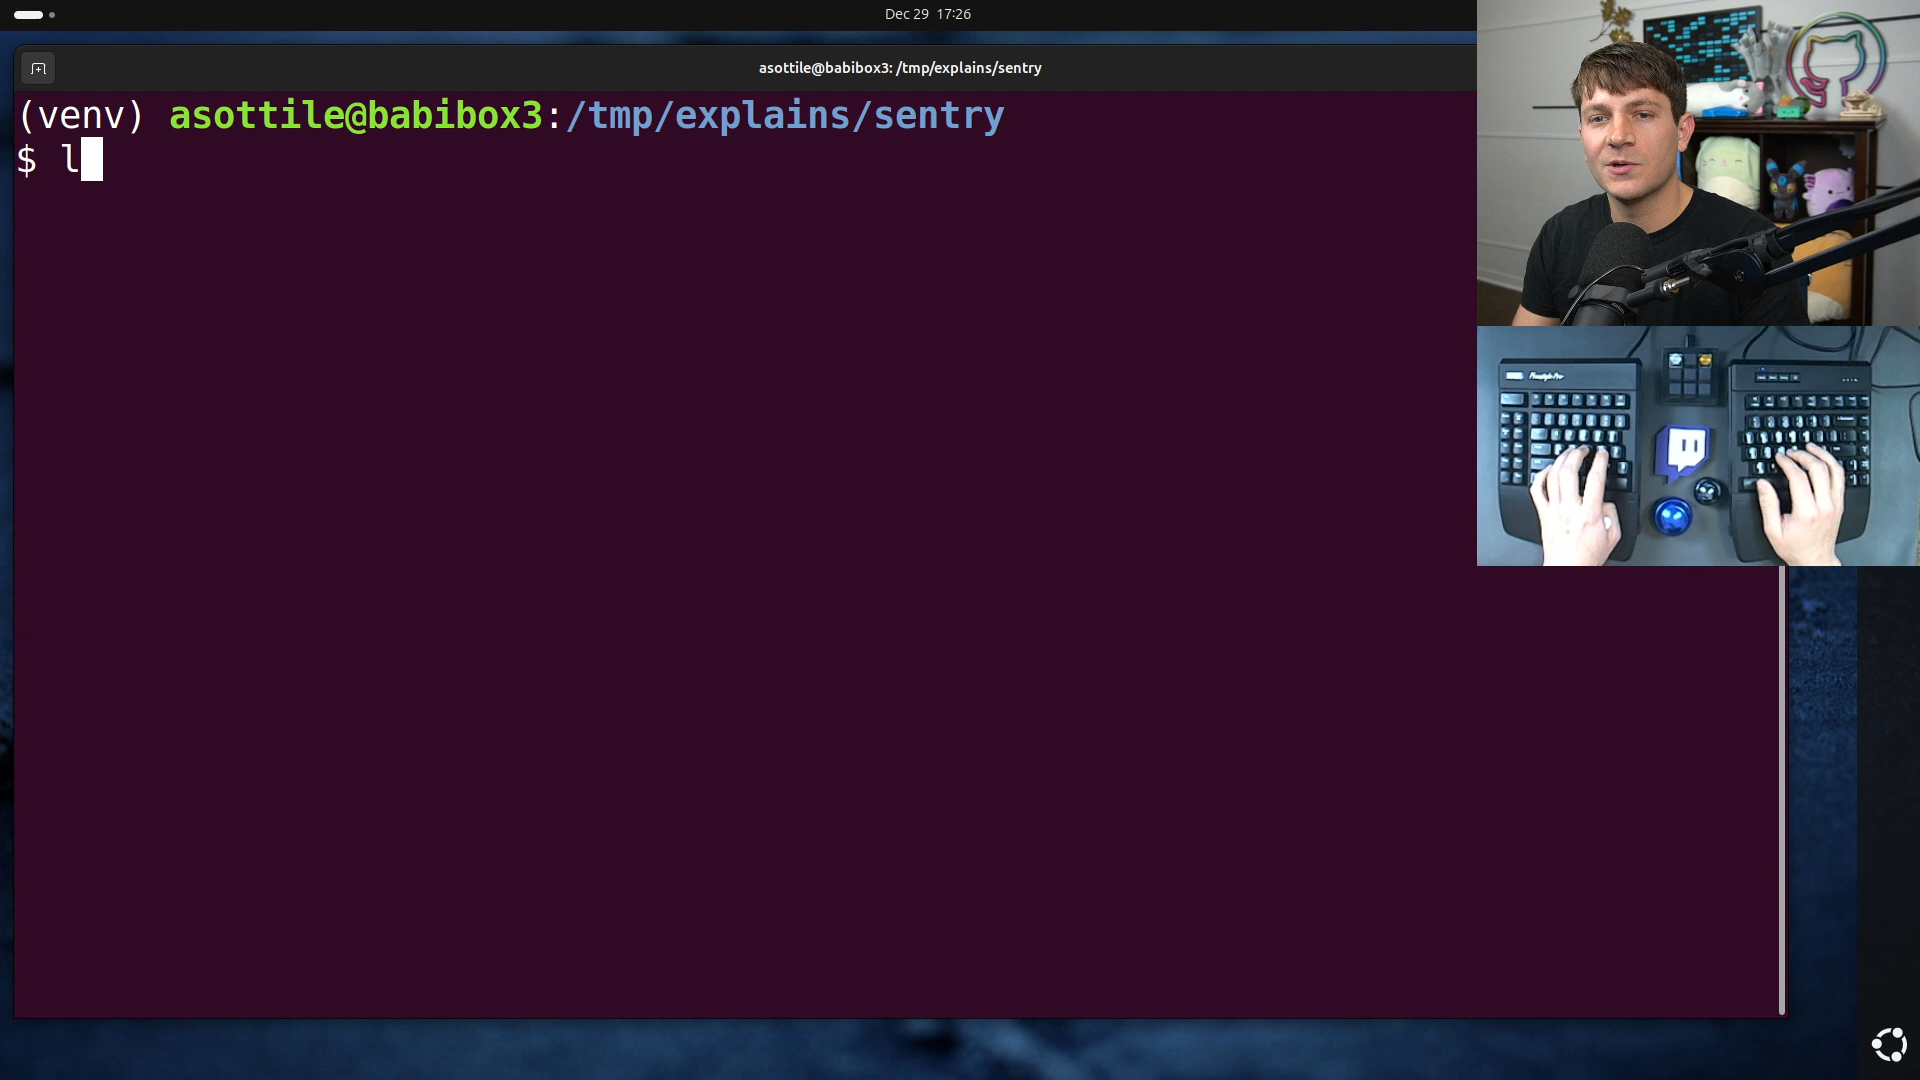 Dec 29 17:26
asottile@babibox3: /tmp/explains/sentry
(venv) asottile@babibox3:/tmp/explains/sentry
$ l